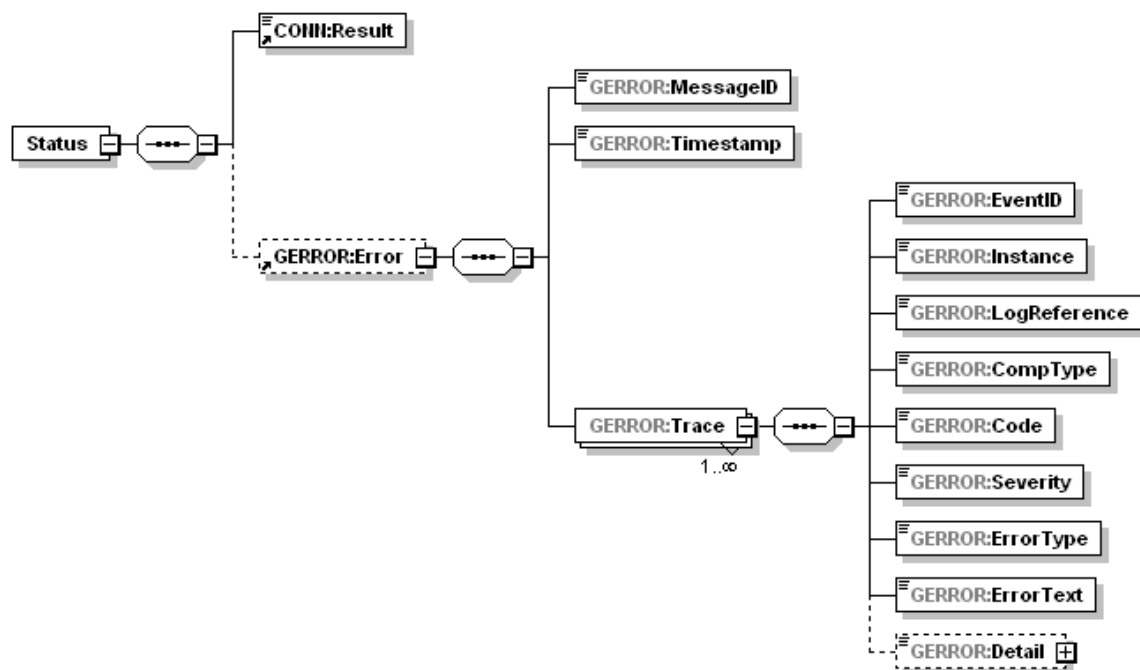 CONN:Result
GERROR:MessageID
Status
GERROR:Timestamp
GERROR:EventID
GERROR:Error
GERROR:Instance
GERROR:LogReference
GERROR:CompType
GERROR:Trace
GERROR:Code
1..∞
GERROR:Severity
GERROR:ErrorType
GERROR:ErrorText
GERROR:Detail